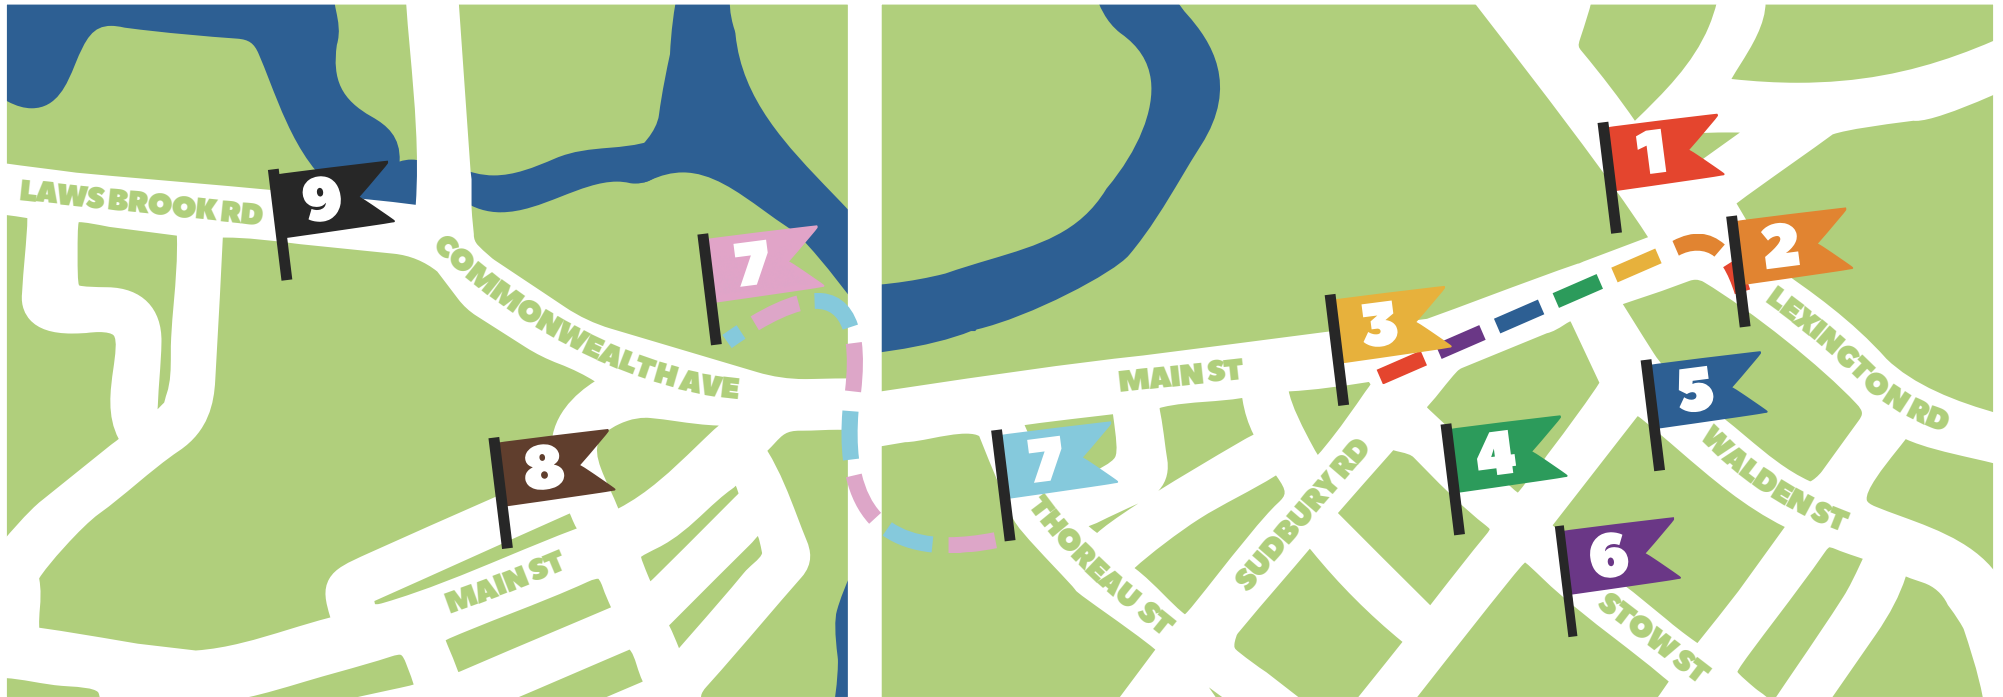 1
9
LAWS BROOK RD
2
7
COMMONWEALTH AVE
3
LEXINGTON RD
MAIN ST
5
7
4
8
WALDEN ST
SUDBURY RD
THOREAU ST
6
MAIN ST
STOW ST